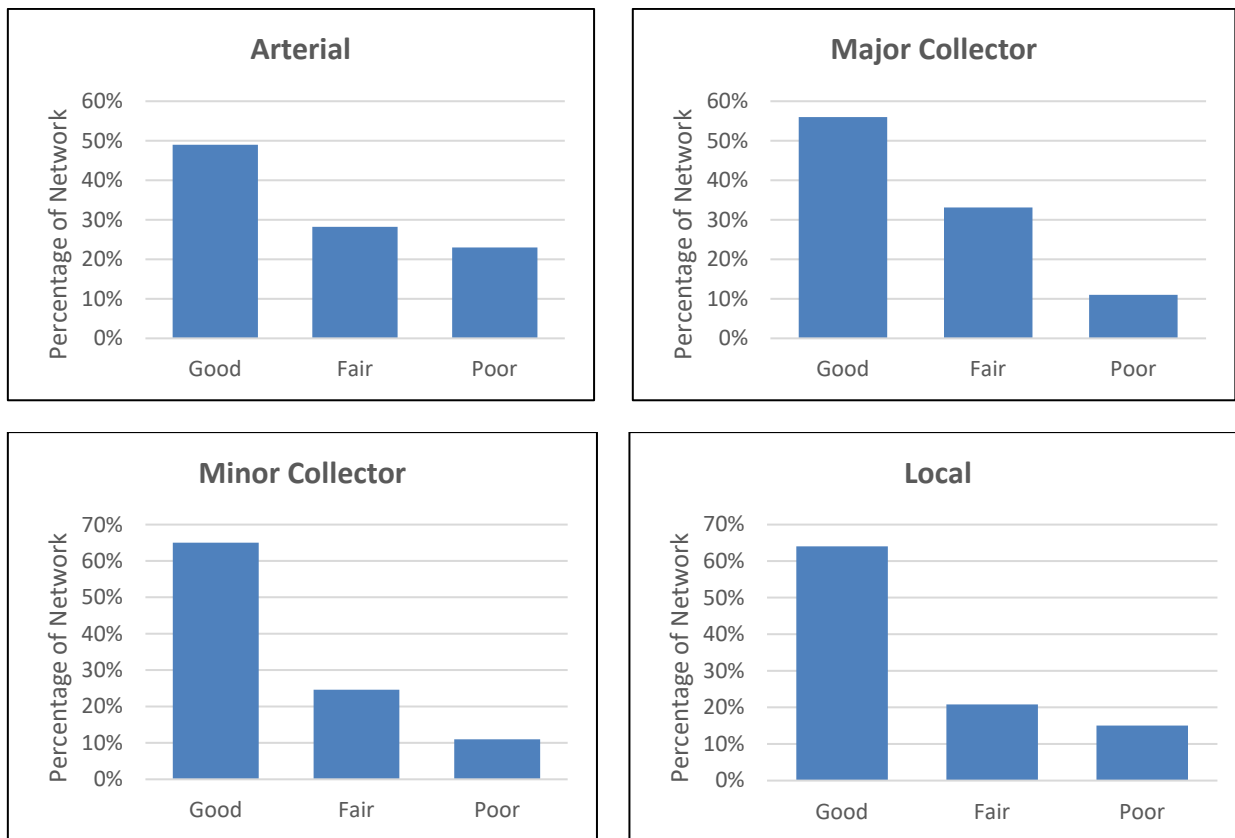 Arterial
Percentage of Network
60%
50%
40%
30%
20%
10%
0%
Good Fair Poor
Major Collector
Percentage of Network
60%
50%
40%
30%
20%
10%
0%
Good Fair Poor
Minor Collector
Percentage of Network
70%
60%
50%
40%
30%
20%
10%
0%
Good Fair Poor
Local
Percentage of Network
70%
60%
50%
40%
30%
20%
10%
0%
Good Fair Poor